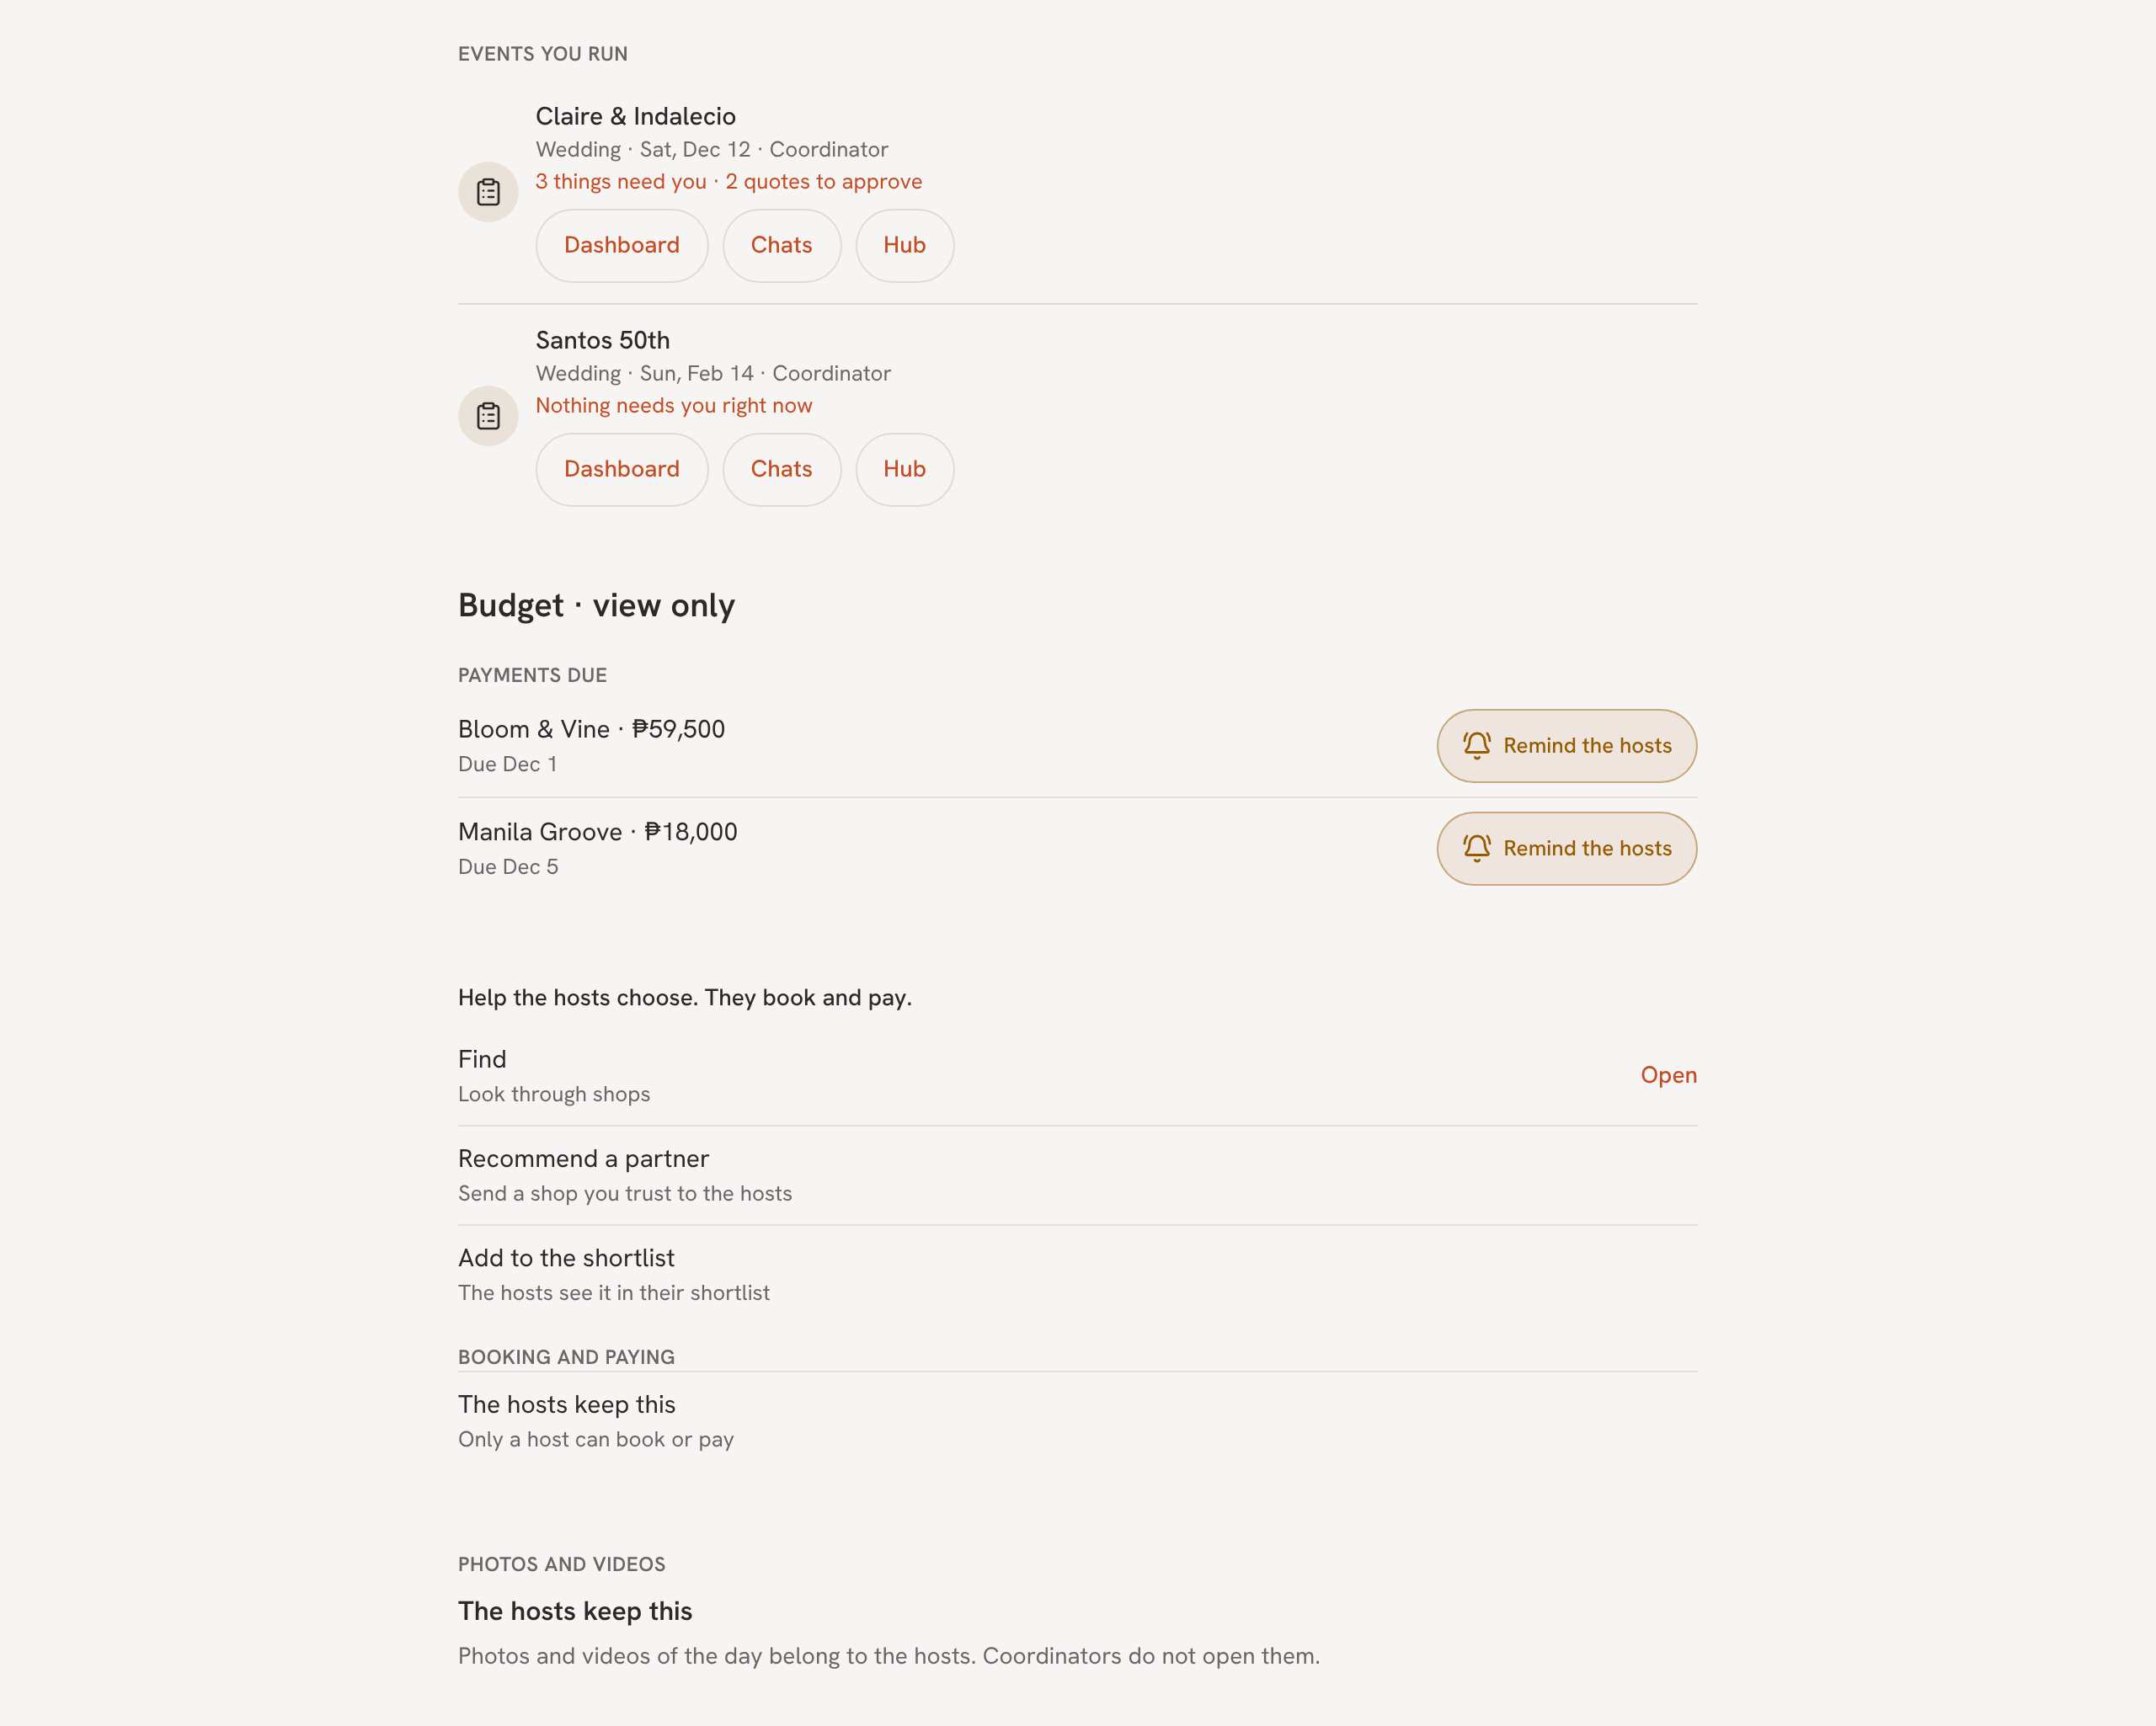 EVENTS YOU RUN
Claire & Indalecio
Wedding · Sat, Dec 12 · Coordinator
3 things need you · 2 quotes to approve
Dashboard Chats Hub
Santos 50th
Wedding · Sun, Feb 14 · Coordinator
Nothing needs you right now
Dashboard Chats Hub
Budget · view only
PAYMENTS DUE
Bloom & Vine · ₱59,500
Due Dec 1
Remind the hosts
Manila Groove · ₱18,000
Due Dec 5
Remind the hosts
Help the hosts choose. They book and pay.
Find
Look through shops
Open
Recommend a partner
Send a shop you trust to the hosts
Add to the shortlist
The hosts see it in their shortlist
BOOKING AND PAYING
The hosts keep this
Only a host can book or pay
PHOTOS AND VIDEOS
The hosts keep this
Photos and videos of the day belong to the hosts. Coordinators do not open them.